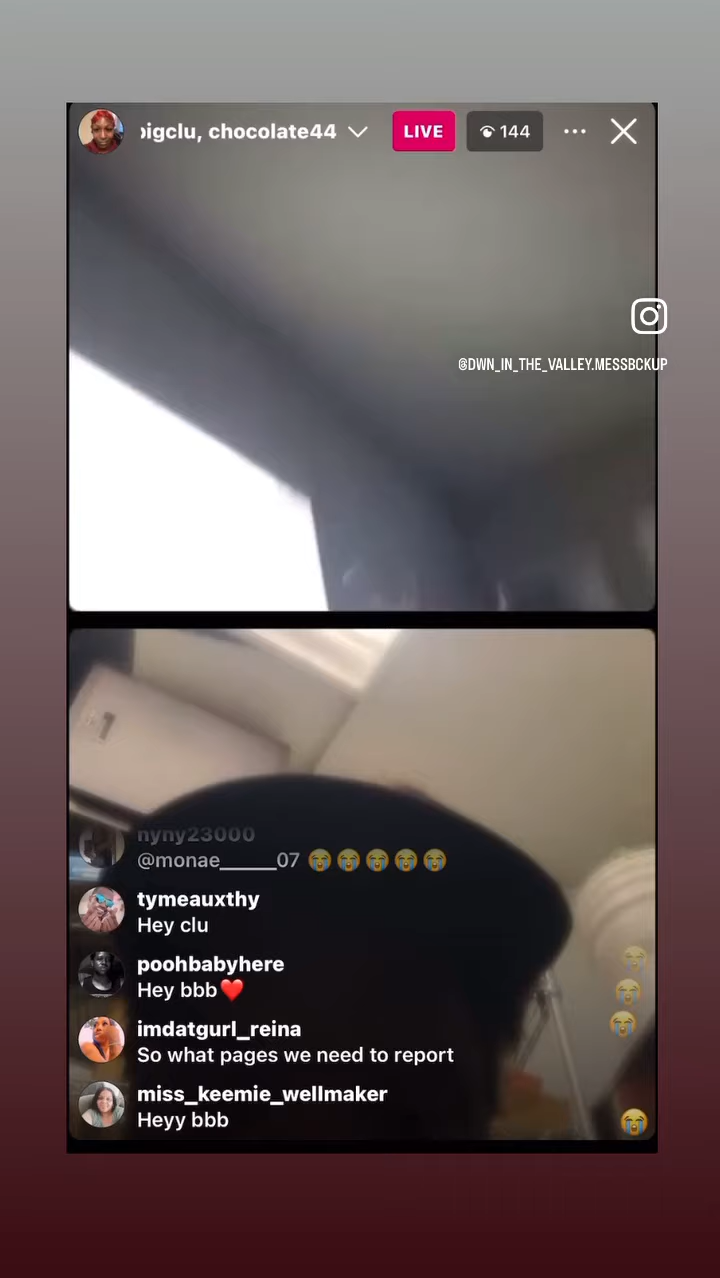 bigclu, chocolate44
LIVE
144
@DWN_IN_THE_VALLEY.MESSBCKUP
nyny23000
@monae_____07 😭😭😭😭😭
tymeauxthy
Hey clu
poohbabyhere
Hey bbb❤️
imdatgurl_reina
So what pages we need to report
miss_keemie_wellmaker
Heyy bbb